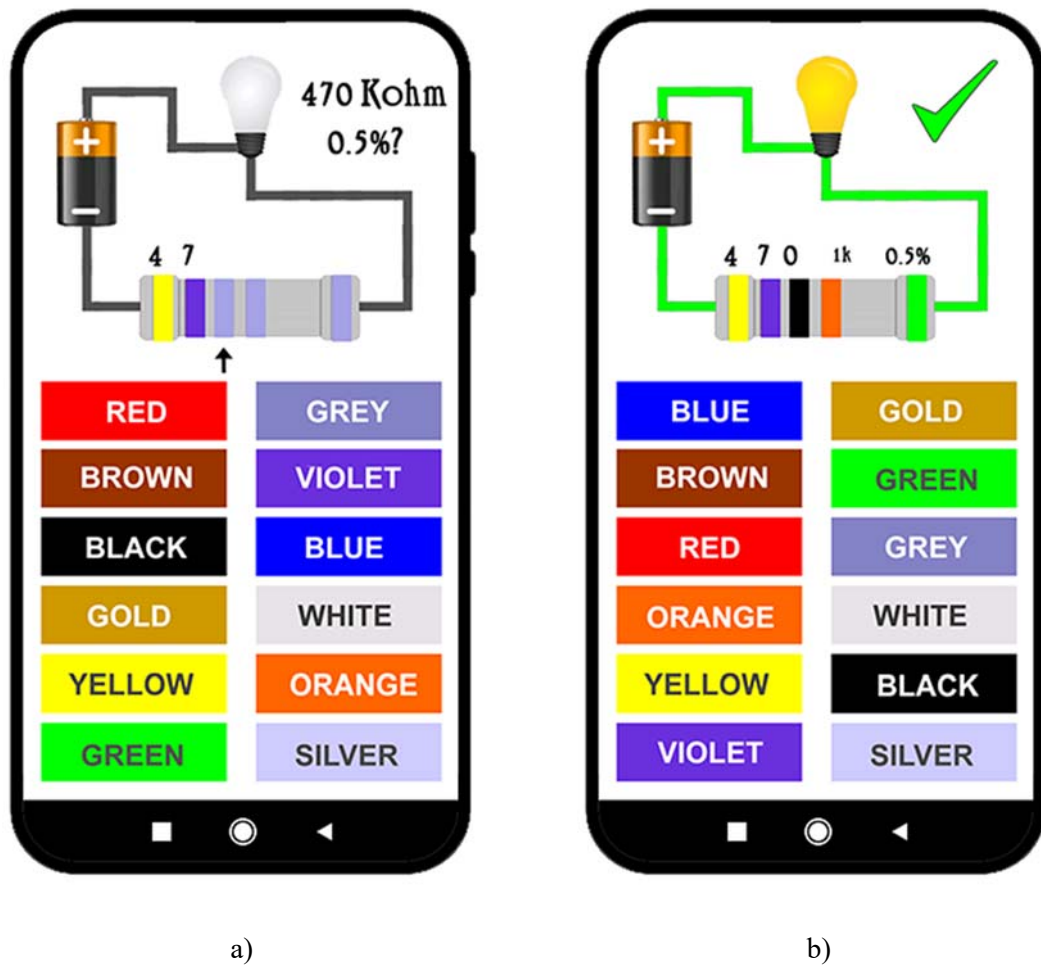 470 Kohm
0.5%?
4 7
RED
GREY
BROWN
VIOLET
BLACK
BLUE
GOLD
WHITE
YELLOW
ORANGE
GREEN
SILVER
a)
4 7 0 1k 0.5%
BLUE
GOLD
BROWN
GREEN
RED
GREY
ORANGE
WHITE
YELLOW
BLACK
VIOLET
SILVER
b)